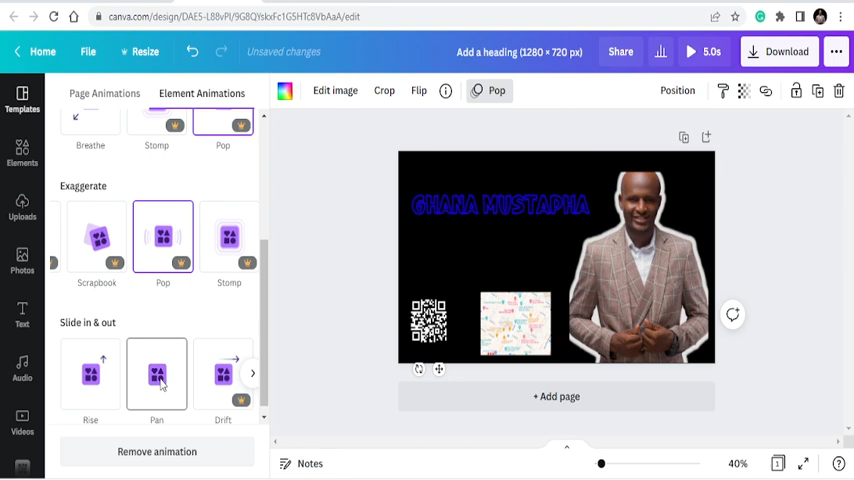 canva.com/design/DAE5-L88vPI/9G8QYskxFc1G5HTc8VbAaA/edit
Home
File
Resize
Unsaved changes
Add a heading (1280 × 720 px)
Share
5.0s
Download
Templates
Elements
Uploads
Photos
Text
Audio
Videos
Page Animations
Element Animations
Breathe
Stomp
Pop
Exaggerate
Scrapbook
Pop
Stomp
Slide in & out
Rise
Pan
Drift
Remove animation
Edit image
Crop
Flip
Pop
Position
GHANA MUSTAPHA
+ Add page
Notes
40%
1